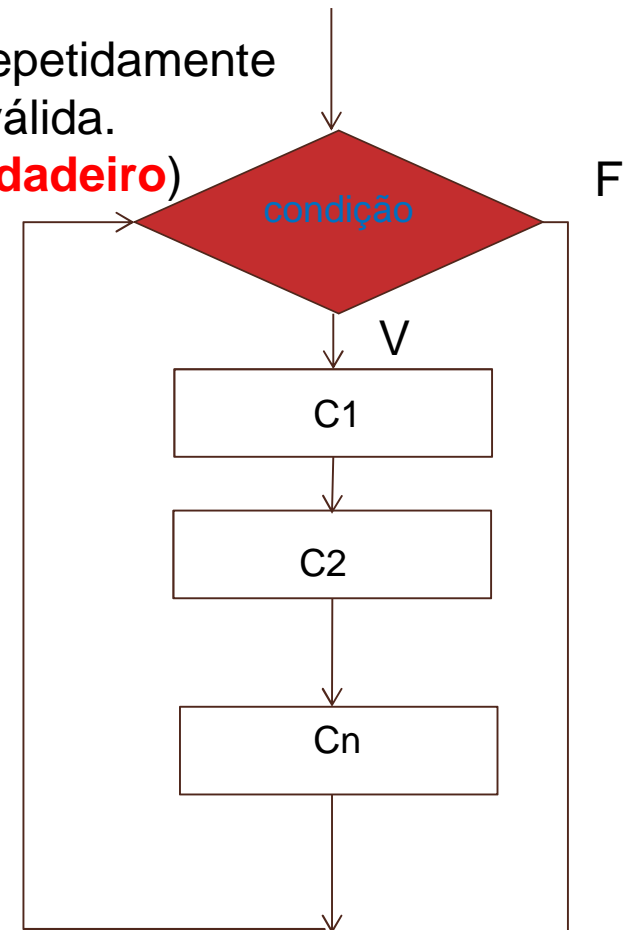 epetidamente
válida.
dadeiro)
F
condição
V
C1
C2
Cn